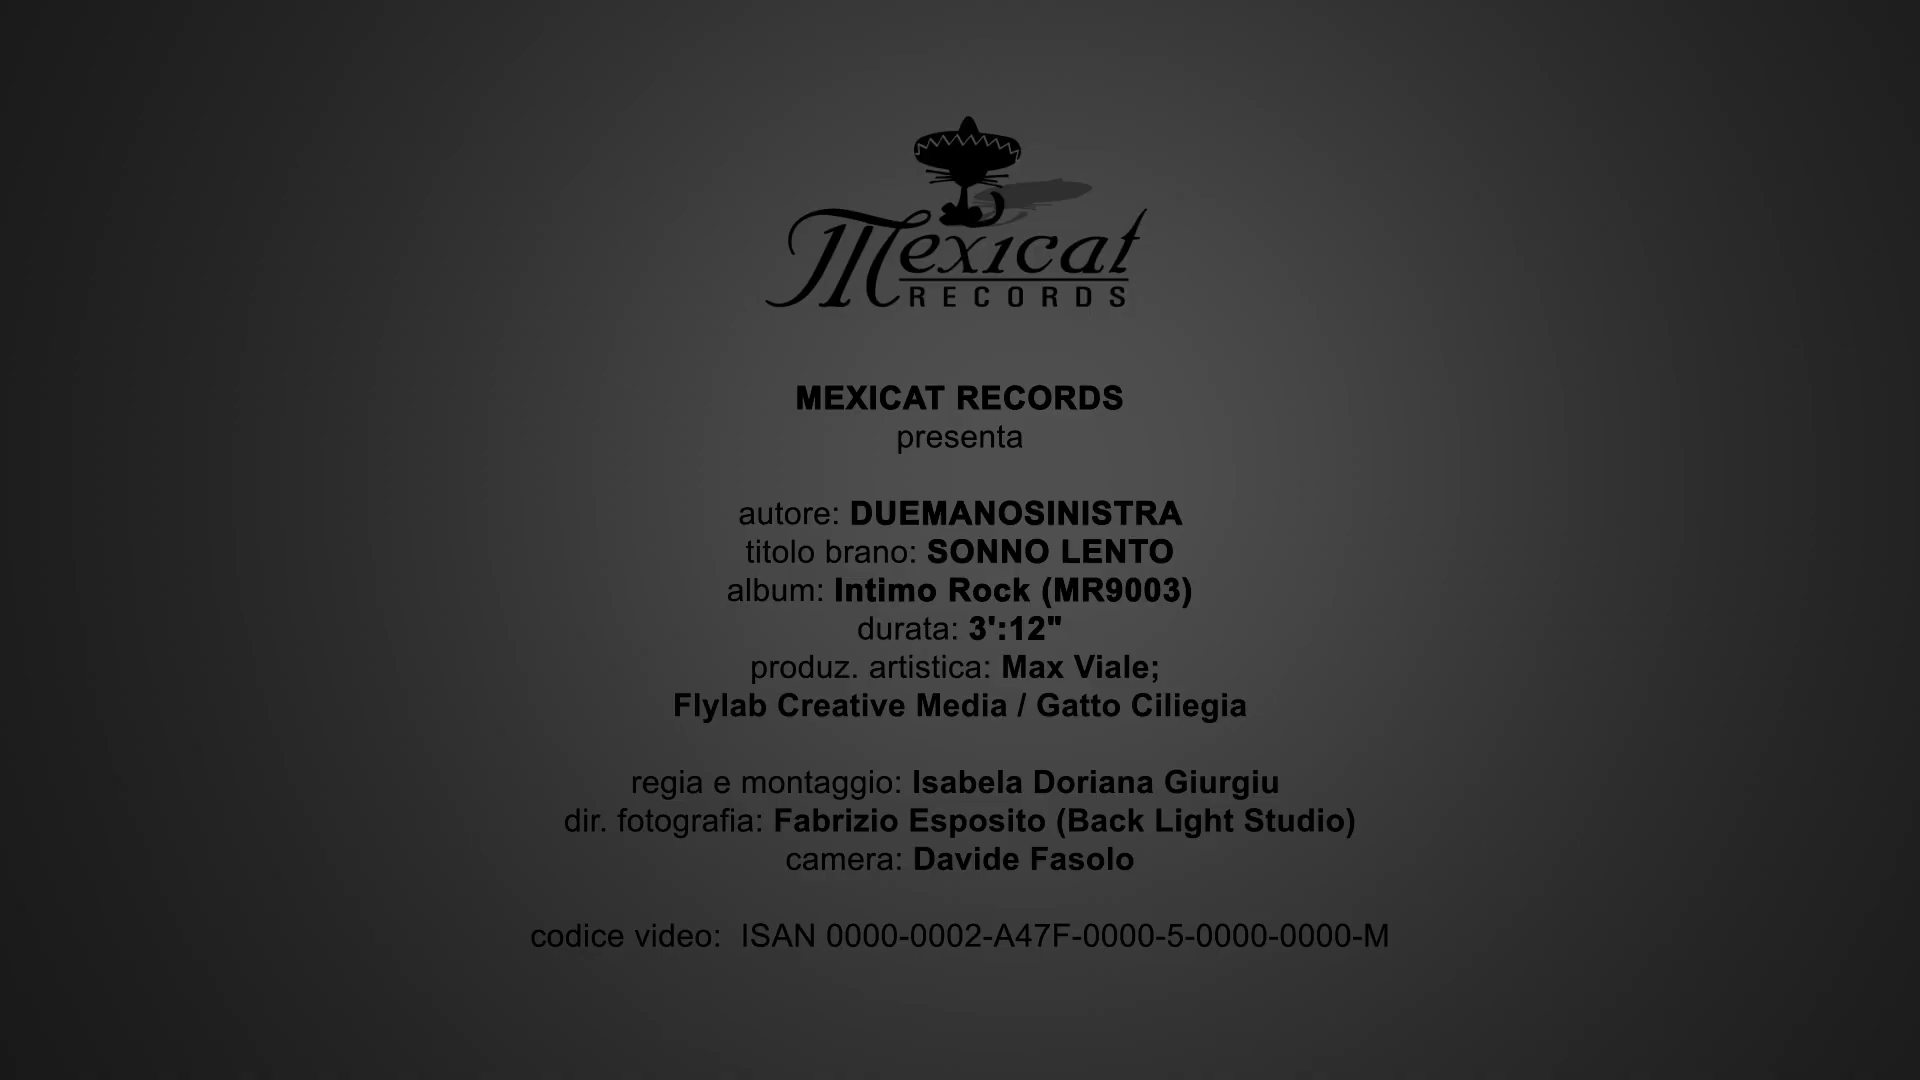 Mexicat
RECORDS
MEXICAT RECORDS
presenta
autore: DUEMANOSINISTRA
titolo brano: SONNO LENTO
album: Intimo Rock (MR9003)
durata: 3':12"
produz. artistica: Max Viale;
Flylab Creative Media / Gatto Ciliegia
regia e montaggio: Isabela Doriana Giurgiu
dir. fotografia: Fabrizio Esposito (Back Light Studio)
camera: Davide Fasolo
codice video:  ISAN 0000-0002-A47F-0000-5-0000-0000-M